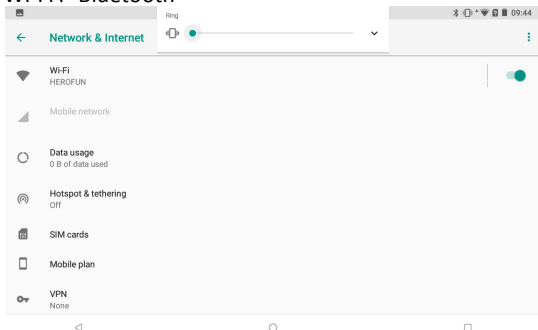 Ring
09:44
Network & Internet
Wi-Fi
HEROFUN
Mobile network
Data usage
0 B of data used
Hotspot & tethering
Off
SIM cards
Mobile plan
VPN
None